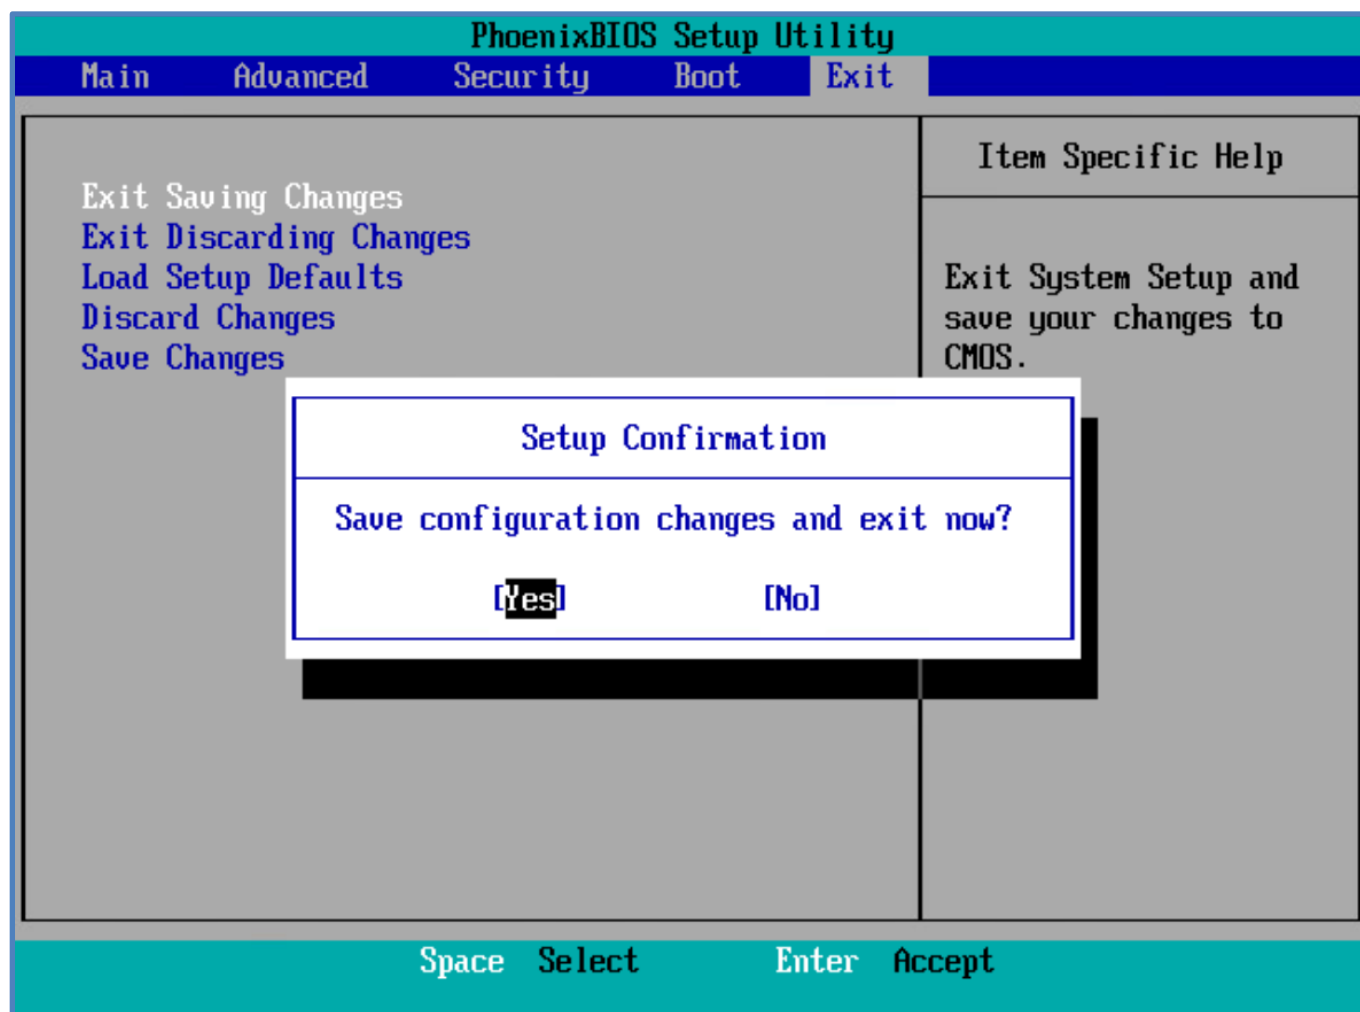 PhoenixBIOS Setup Utility
Main Advanced Security Boot Exit
Exit Saving Changes
Exit Discarding Changes
Load Setup Defaults
Discard Changes
Save Changes
Item Specific Help
Exit System Setup and
save your changes to
CMOS.
Setup Confirmation
Save configuration changes and exit now?
[Yes] [No]
Space Select Enter Accept